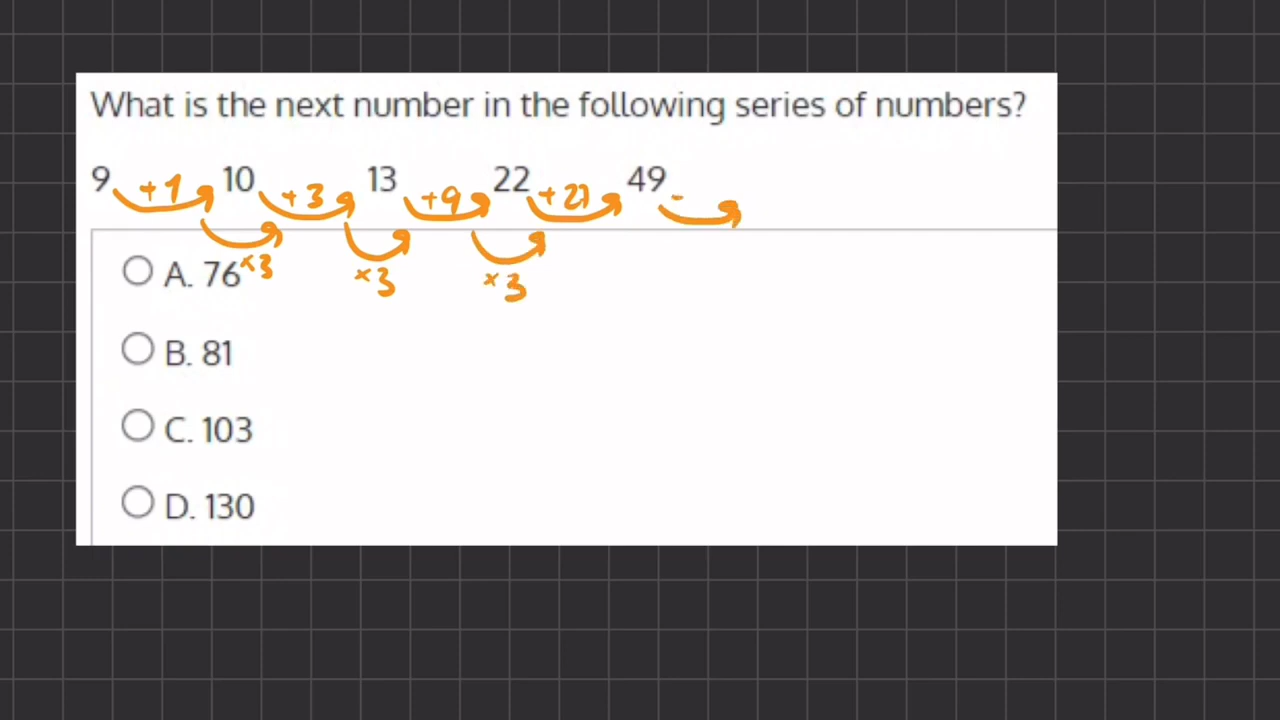 What is the next number in the following series of numbers?
9 10 13 22 49
+1 +3 +9 +27
×3 ×3 ×3
A. 76
B. 81
C. 103
D. 130